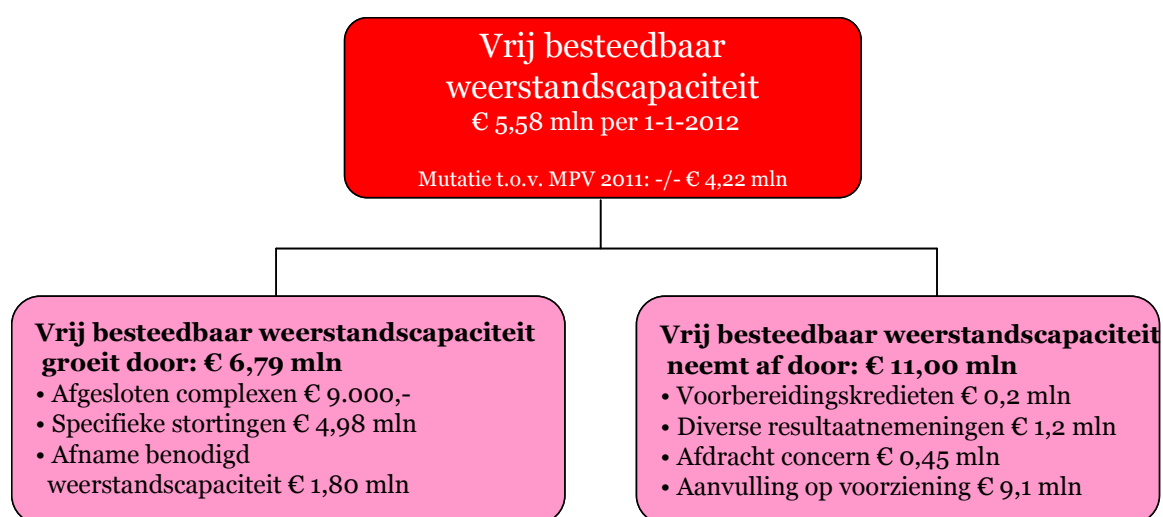 Vrij besteedbaar
weerstandscapaciteit
€ 5,58 mln per 1-1-2012
Mutatie t.o.v. MPV 2011: -/- € 4,22 mln
Vrij besteedbaar weerstandscapaciteit
groeit door: € 6,79 mln
• Afgesloten complexen € 9.000,-
• Specifieke stortingen € 4,98 mln
• Afname benodigd
weerstandscapaciteit € 1,80 mln
Vrij besteedbaar weerstandscapaciteit
neemt af door: € 11,00 mln
• Voorbereidingskredieten € 0,2 mln
• Diverse resultaatnemeningen € 1,2 mln
• Afdracht concern € 0,45 mln
• Aanvulling op voorziening € 9,1 mln